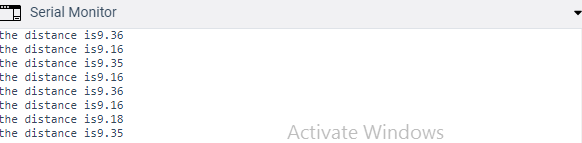 Serial Monitor
the distance is9.36
the distance is9.16
the distance is9.35
the distance is9.16
the distance is9.36
the distance is9.16
the distance is9.18
the distance is9.35
Activate Windows